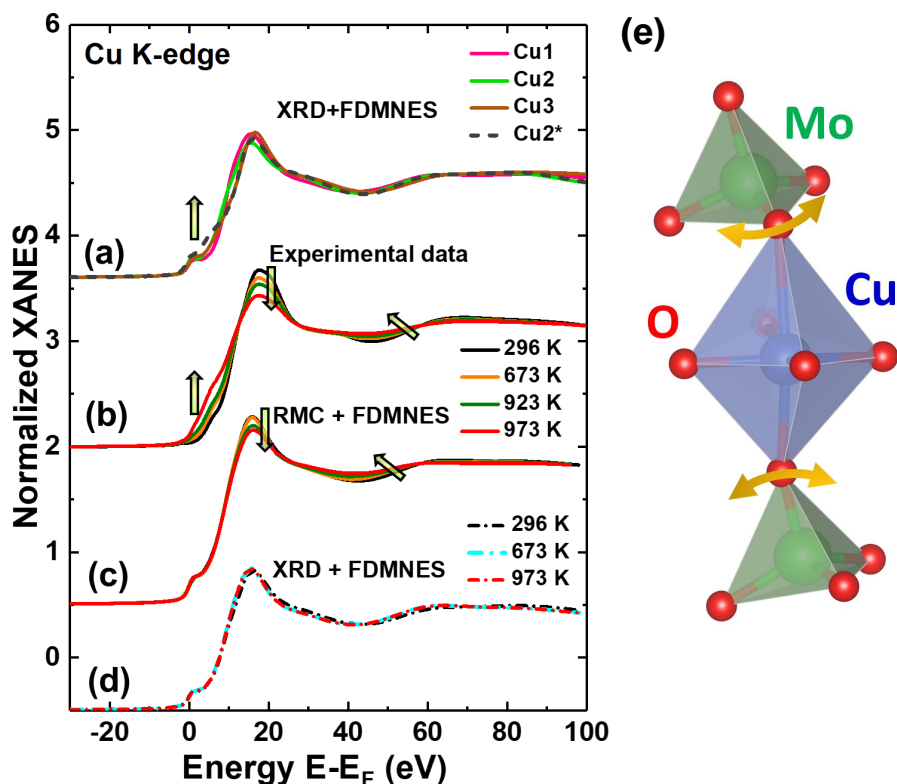 Cu K-edge
Cu1
Cu2
Cu3
Cu2*
XRD+FDMNES
(a)
Experimental data
296 K
673 K
923 K
973 K
(b)
RMC + FDMNES
(c)
296 K
673 K
973 K
XRD + FDMNES
(d)
6
5
4
3
2
1
0
Normalized XANES
-20 0 20 40 60 80 100
Energy E-EF (eV)
(e)
Mo
Cu
O